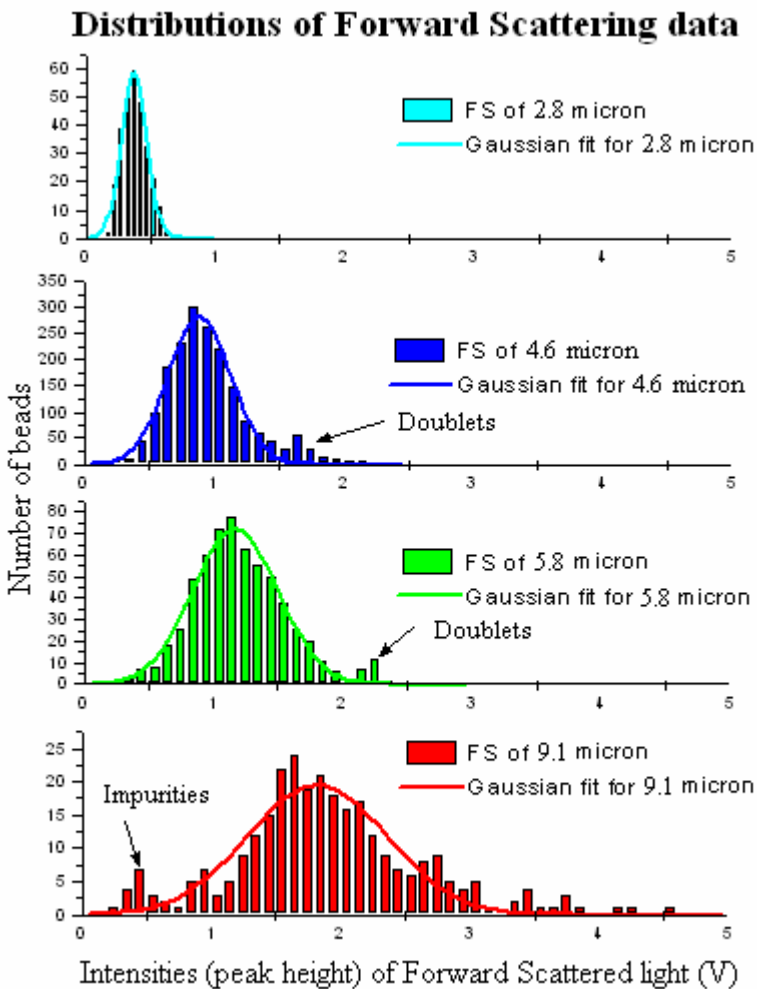 Distributions of Forward Scattering data
60
50
40
30
20
10
0
FS of 2.8 micron
Gaussian fit for 2.8 micron
0 1 2 3 4 5
350
300
250
200
150
100
50
0
FS of 4.6 micron
Gaussian fit for 4.6 micron
Doublets
0 1 2 3 4 5
Number of beads
80
70
60
50
40
30
20
10
0
FS of 5.8 micron
Gaussian fit for 5.8 micron
Doublets
0 1 2 3 4 5
25
20
15
10
5
0
FS of 9.1 micron
Gaussian fit for 9.1 micron
Impurities
0 1 2 3 4 5
Intensities (peak height) of Forward Scattered light (V)